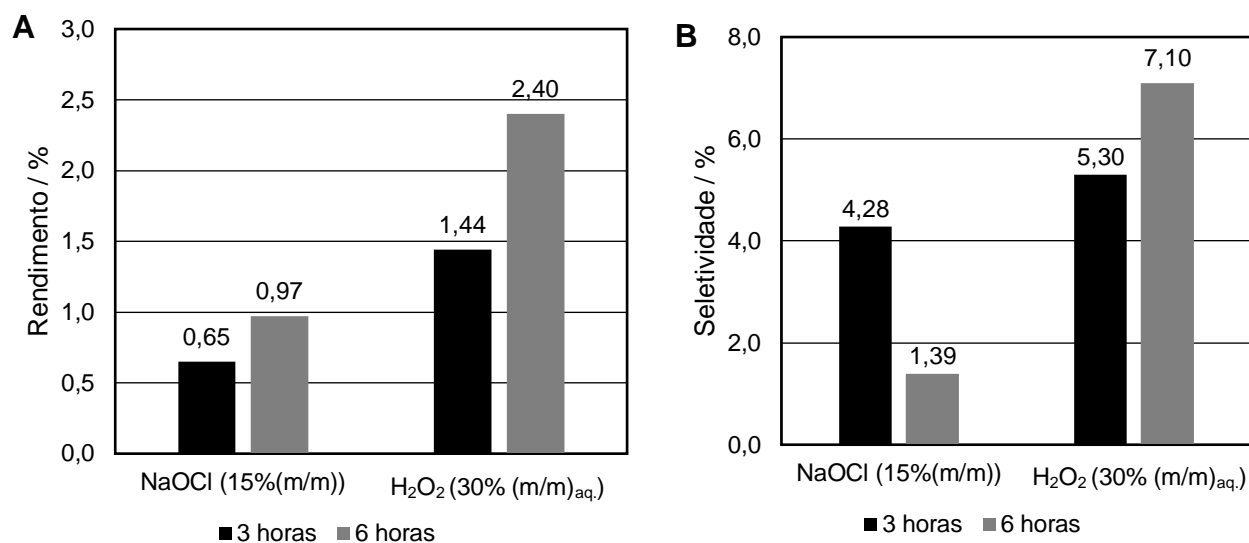 A
Rendimento / %
3,0
2,5
2,0
1,5
1,0
0,5
0,0
0,65
0,97
1,44
2,40
NaOCl (15%(m/m))
H₂O₂ (30% (m/m)aq.)
3 horas
6 horas
B
Seletividade / %
8,0
6,0
4,0
2,0
0,0
4,28
1,39
5,30
7,10
NaOCl (15%(m/m))
H₂O₂ (30% (m/m)aq.)
3 horas
6 horas